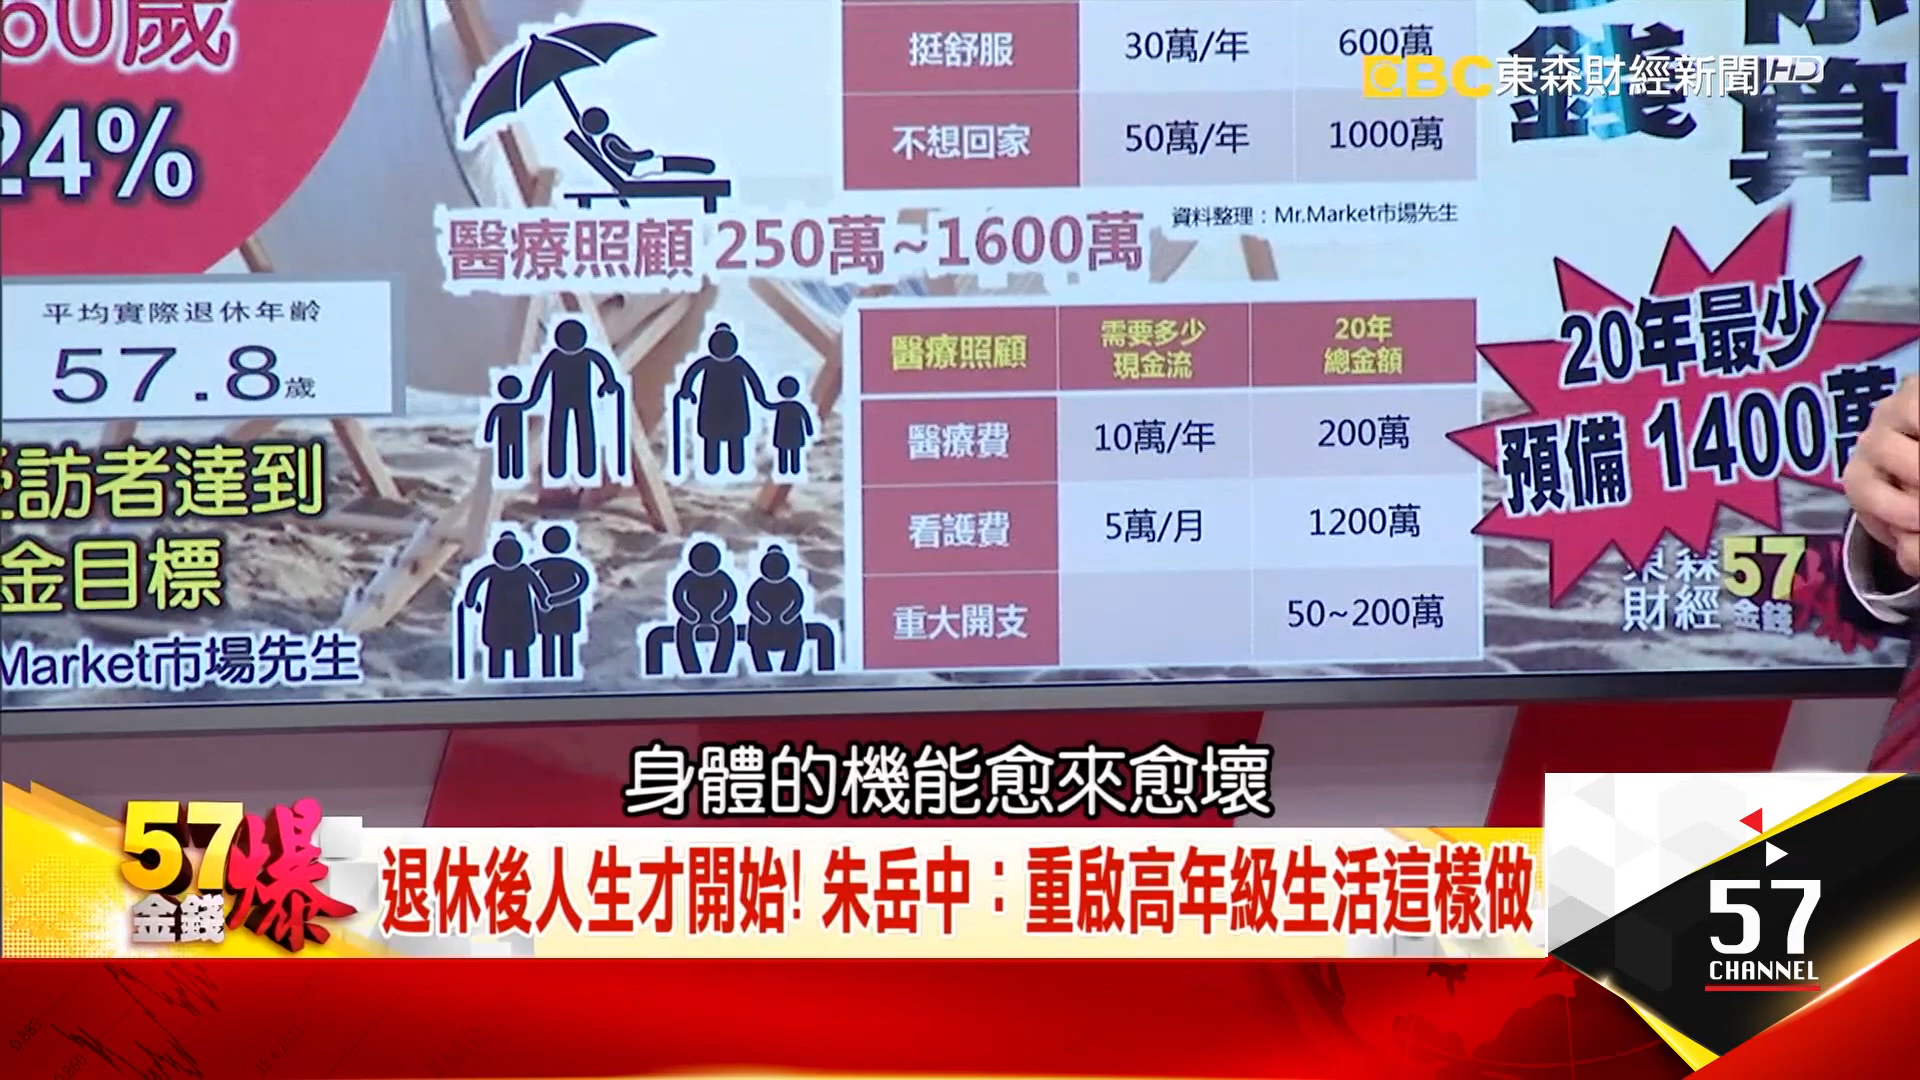 60歲
24%
平均實際退休年齡
57.8歲
受訪者達到
金目標
Market市場先生
挺舒服 30萬/年 600萬
不想回家 50萬/年 1000萬
資料整理：Mr.Market市場先生
醫療照顧 250萬~1600萬
醫療照顧 需要多少現金流 20年總金額
醫療費 10萬/年 200萬
看護費 5萬/月 1200萬
重大開支 50~200萬
錢
算
EBC東森財經新聞HD
20年最少
預備1400萬
東森
財經
57
金錢爆
身體的機能愈來愈壞
57
金錢爆
退休後人生才開始! 朱岳中：重啟高年級生活這樣做
57
CHANNEL